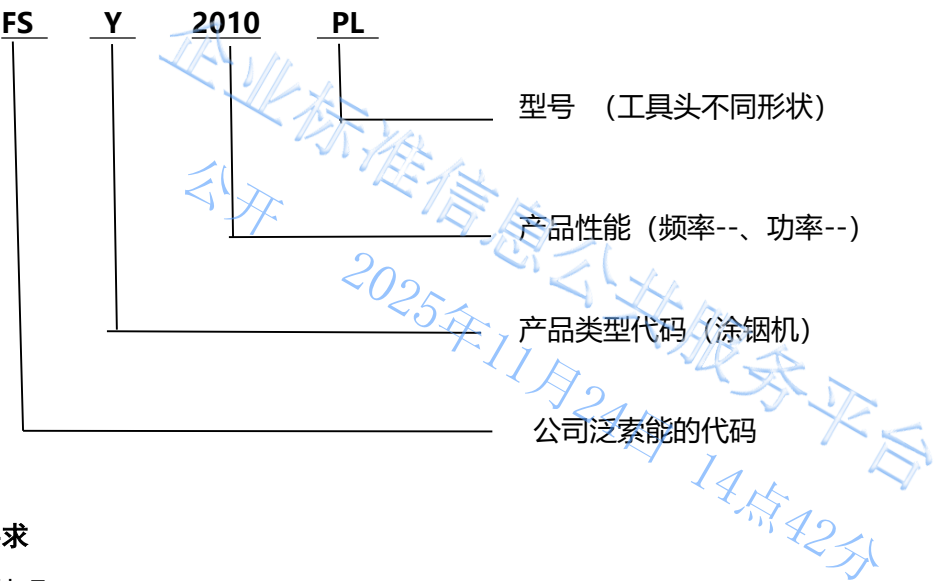 FS Y 2010 PL
型号 （工具头不同形状）
产品性能（频率--、功率--）
产品类型代码（涂铟机）
公司泛素能的代码
求
企业标准信息公共服务平台
公开
2025年11月24日 14点42分